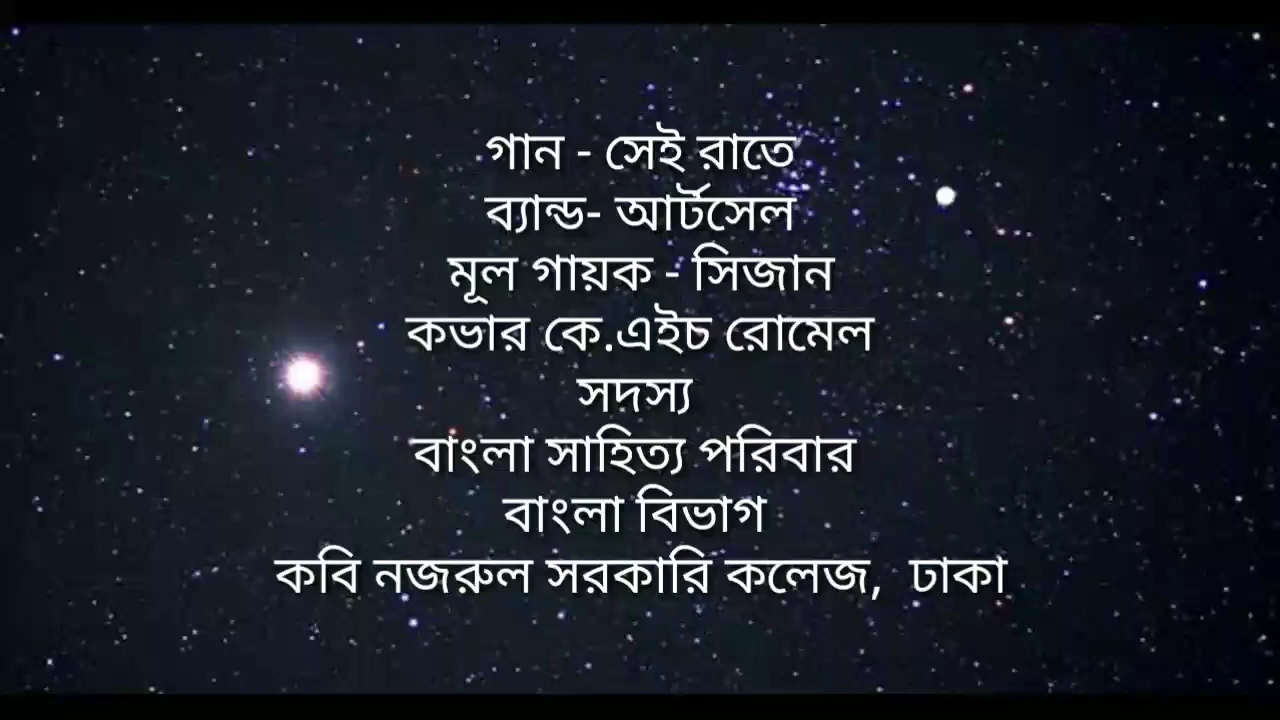 গান - সেই রাতে
ব্যান্ড- আর্টসেল
মূল গায়ক - সিজান
কভার কে.এইচ রোমেল
সদস্য
বাংলা সাহিত্য পরিবার
বাংলা বিভাগ
কবি নজরুল সরকারি কলেজ, ঢাকা